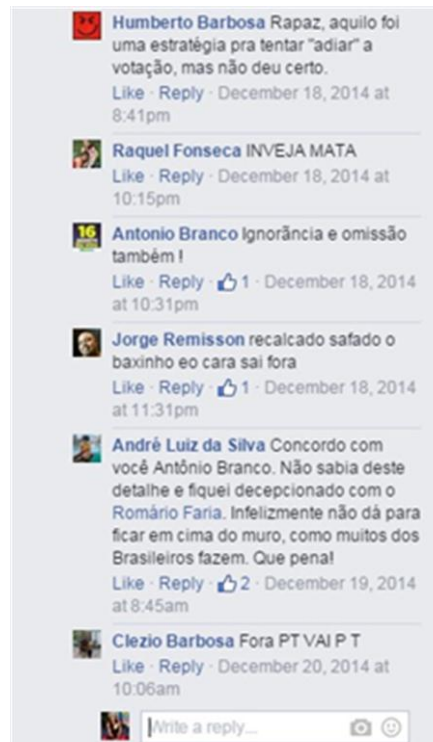 Humberto Barbosa Rapaz, aquilo foi
uma estratégia pra tentar "adiar" a
votação, mas não deu certo.
Like · Reply · December 18, 2014 at
8:41pm
Raquel Fonseca INVEJA MATA
Like · Reply · December 18, 2014 at
10:15pm
16
Antonio Branco Ignorãncia e omissão
também !
Like · Reply · 1 · December 18, 2014
at 10:31pm
Jorge Remisson recalcado safado o
baxinho eo cara sai fora
Like · Reply · 1 · December 18, 2014
at 11:31pm
André Luiz da Silva Concordo com
você Antônio Branco. Não sabia deste
detalhe e fiquei decepcionado com o
Romário Faria. Infelizmente não dá para
ficar em cima do muro, como muitos dos
Brasileiros fazem. Que pena!
Like · Reply · 2 · December 19, 2014
at 8:45am
Clezio Barbosa Fora PT VAI P T
Like · Reply · December 20, 2014 at
10:06am
Write a reply...